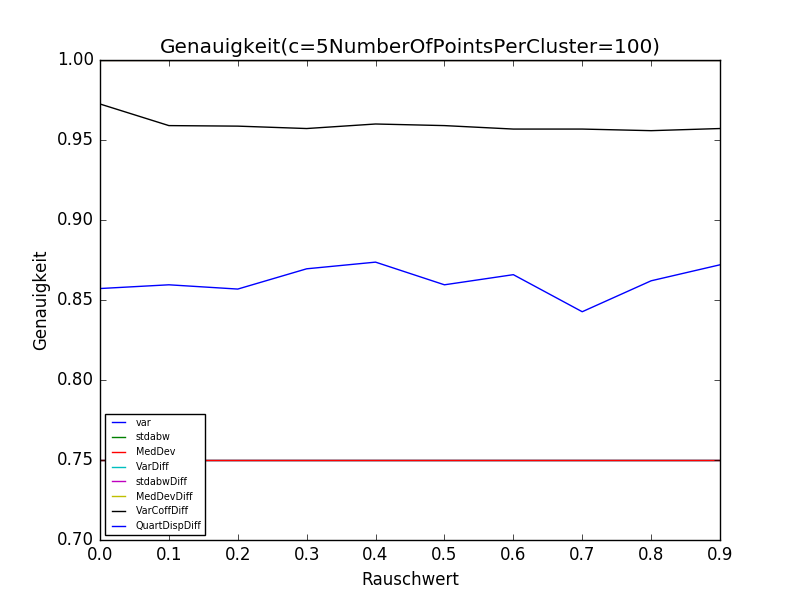 Genauigkeit(c=5NumberOfPointsPerCluster=100)
1.00
0.95
0.90
0.85
0.80
0.75
0.70
Genauigkeit
var
stdabw
MedDev
VarDiff
stdabwDiff
MedDevDiff
VarCoffDiff
QuartDispDiff
0.0 0.1 0.2 0.3 0.4 0.5 0.6 0.7 0.8 0.9
Rauschwert